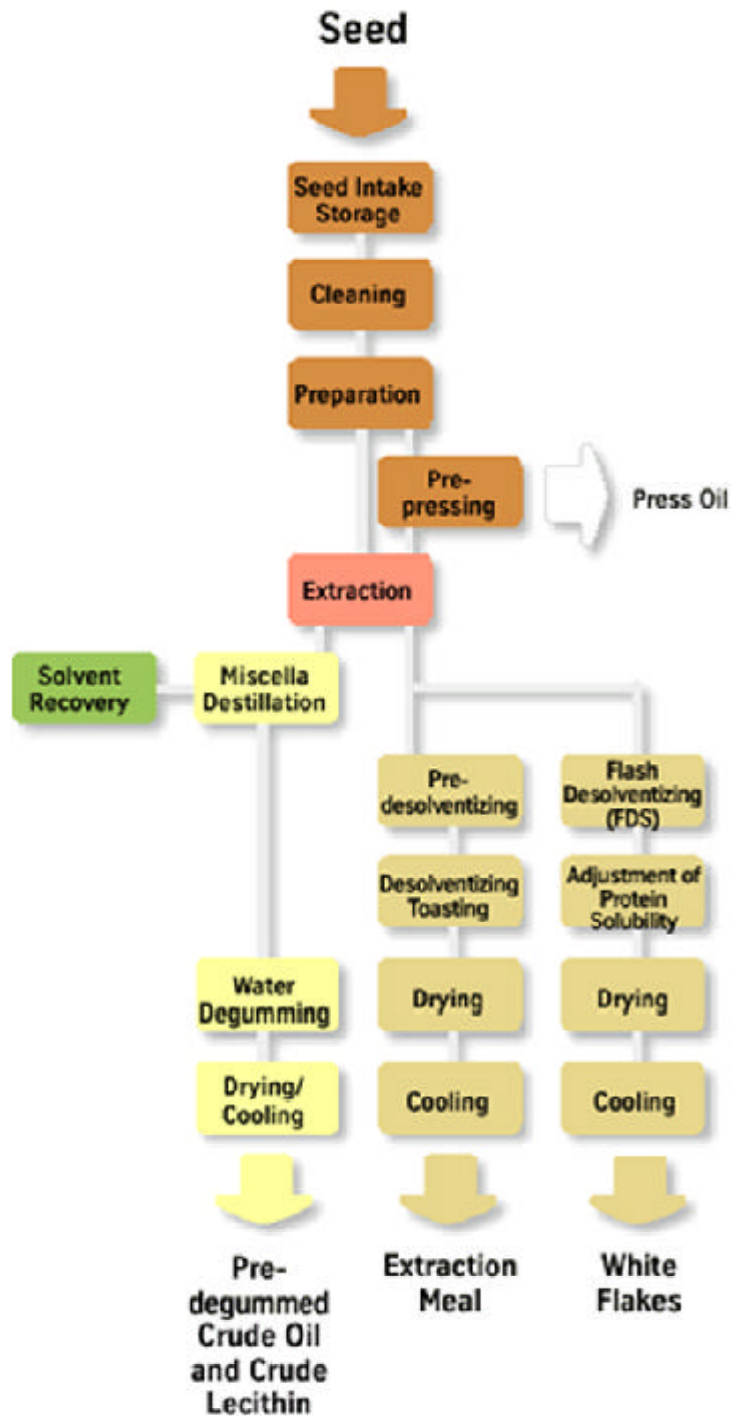 Seed
Seed Intake
Storage
Cleaning
Preparation
Pre-
pressing
Press Oil
Extraction
Solvent
Recovery
Miscella
Destillation
Pre-
desolventizing
Flash
Desolventizing
(FDS)
Desolventizing
Toasting
Adjustment of
Protein
Solubility
Water
Degumming
Drying
Drying
Drying/
Cooling
Cooling
Cooling
Pre-
degummed
Crude Oil
and Crude
Lecithin
Extraction
Meal
White
Flakes